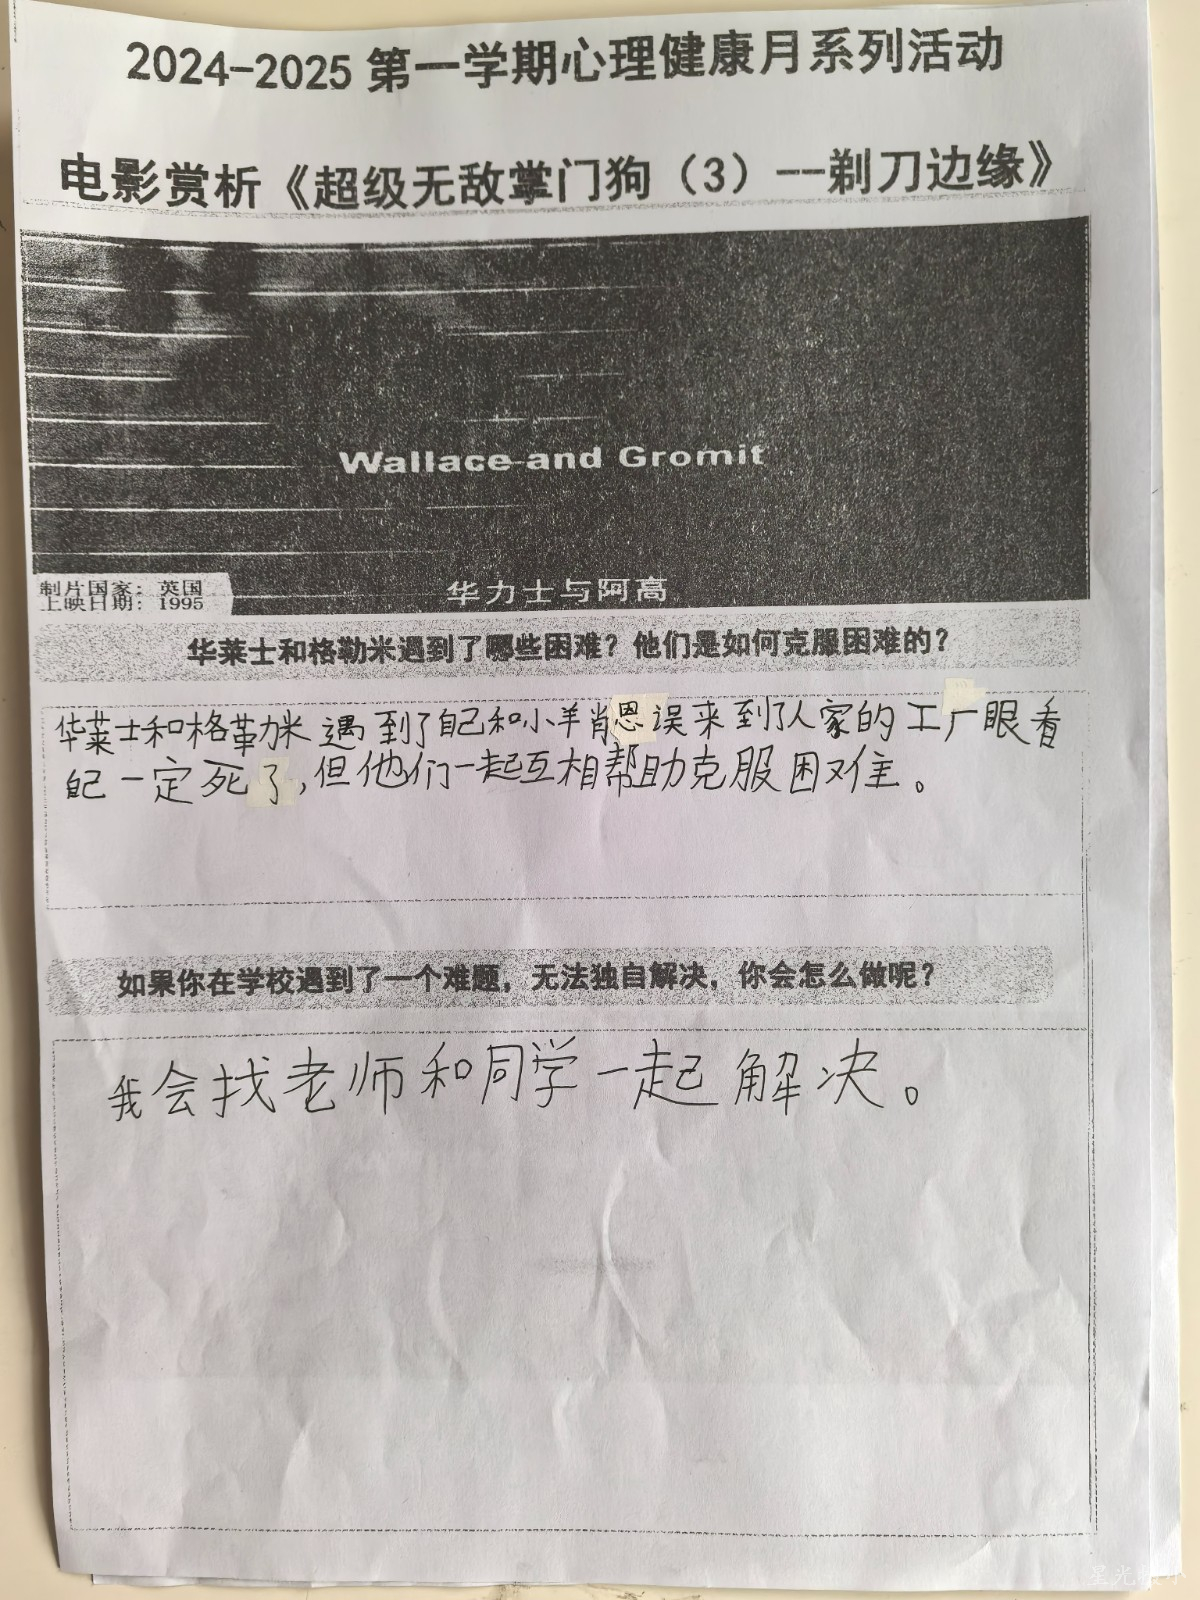 2024-2025 第一学期心理健康月系列活动
电影赏析《超级无敌掌门狗（3）--剃刀边缘》
Wallace and Gromit
制片国家：英国
上映日期：1995
华力士与阿高
华莱士和格勒米遇到了哪些困难？他们是如何克服困难的？
华莱士和格勒米遇到了自己和小羊肖恩误来到了人家的工厂眼看
自己一定死了,但他们一起互相帮助克服困难。
如果你在学校遇到了一个难题，无法独自解决，你会怎么做呢？
我会找老师和同学一起解决。